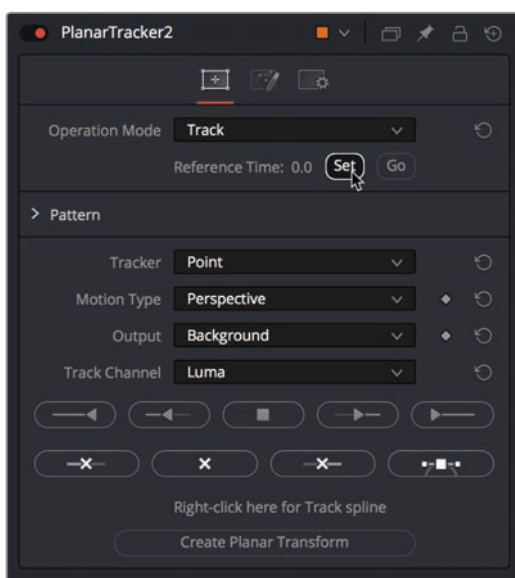 PlanarTracker2
Operation Mode Track
Reference Time: 0.0 Set Go
Pattern
Tracker Point
Motion Type Perspective
Output Background
Track Channel Luma
Right-click here for Track spline
Create Planar Transform